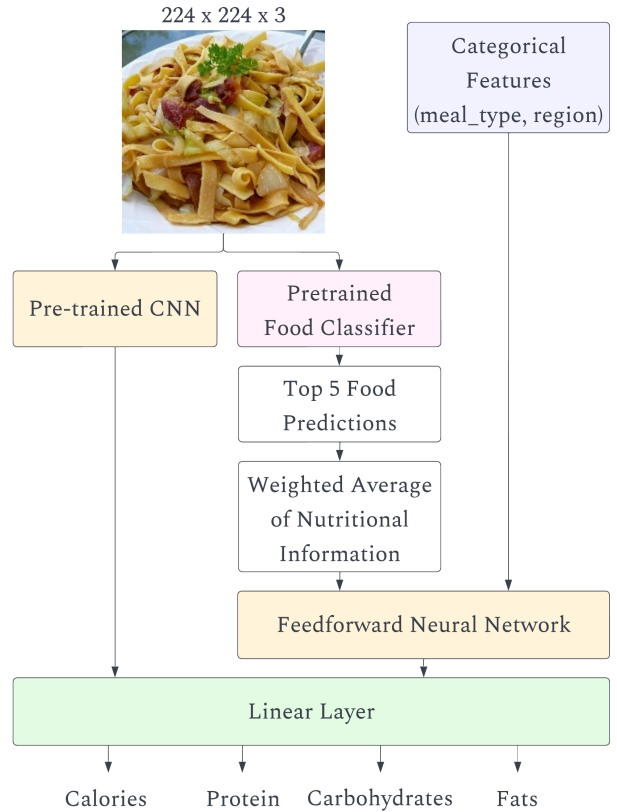 224 x 224 x 3
Categorical
Features
(meal_type, region)
Pre-trained CNN
Pretrained
Food Classifier
Top 5 Food
Predictions
Weighted Average
of Nutritional
Information
Feedforward Neural Network
Linear Layer
Calories
Protein
Carbohydrates
Fats